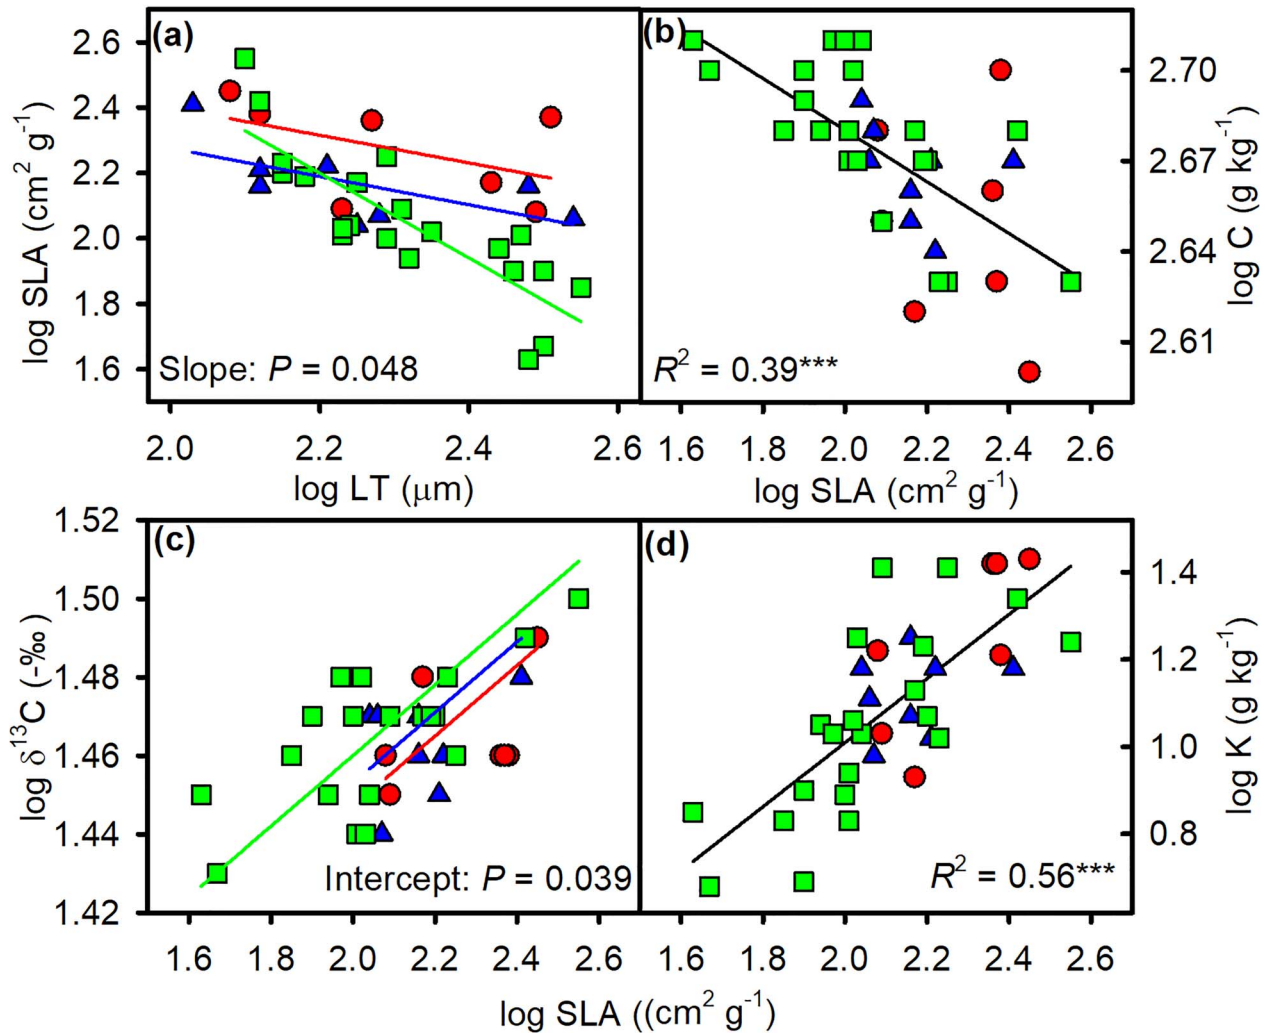 (a)
2.6
2.4
2.2
2.0
1.8
1.6
log SLA (cm² g⁻¹)
Slope: P = 0.048
2.0 2.2 2.4 2.6
log LT (μm)
(b)
2.70
2.67
2.64
2.61
log C (g kg⁻¹)
R² = 0.39***
1.6 1.8 2.0 2.2 2.4 2.6
log SLA (cm² g⁻¹)
(c)
1.52
1.50
1.48
1.46
1.44
1.42
log δ¹³C (-‰)
Intercept: P = 0.039
1.6 1.8 2.0 2.2 2.4 2.6
(d)
1.4
1.2
1.0
0.8
log K (g kg⁻¹)
R² = 0.56***
1.6 1.8 2.0 2.2 2.4 2.6
log SLA ((cm² g⁻¹)